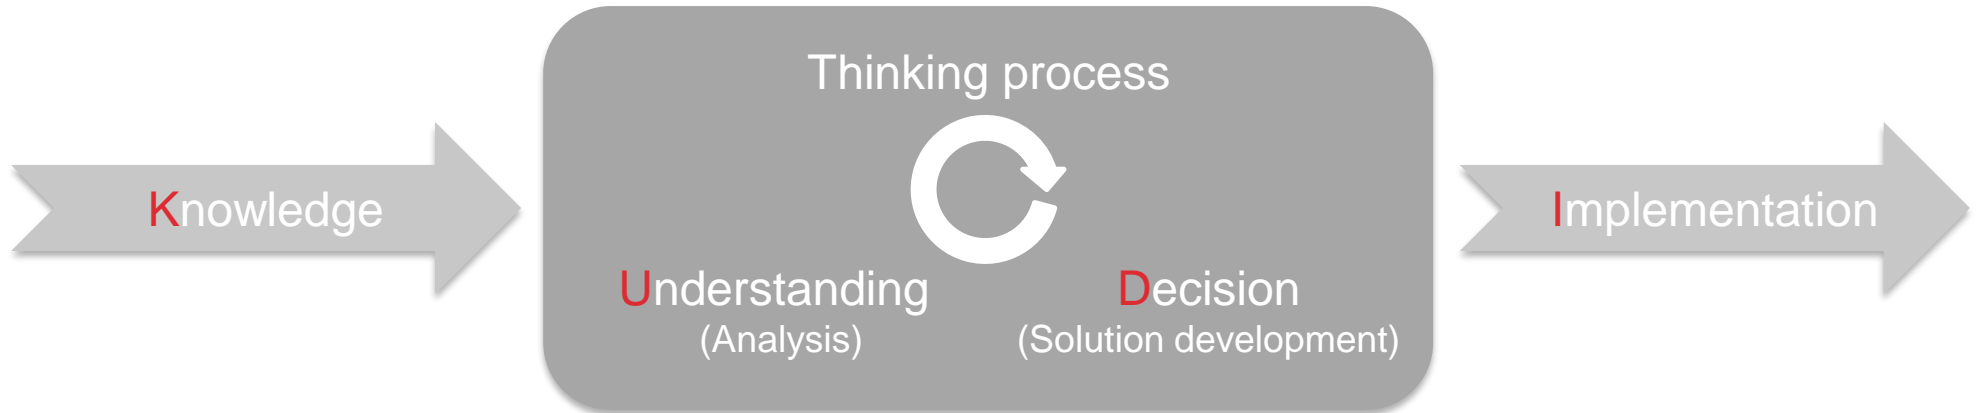 Thinking process
Knowledge
Implementation
Understanding
(Analysis)
Decision
(Solution development)